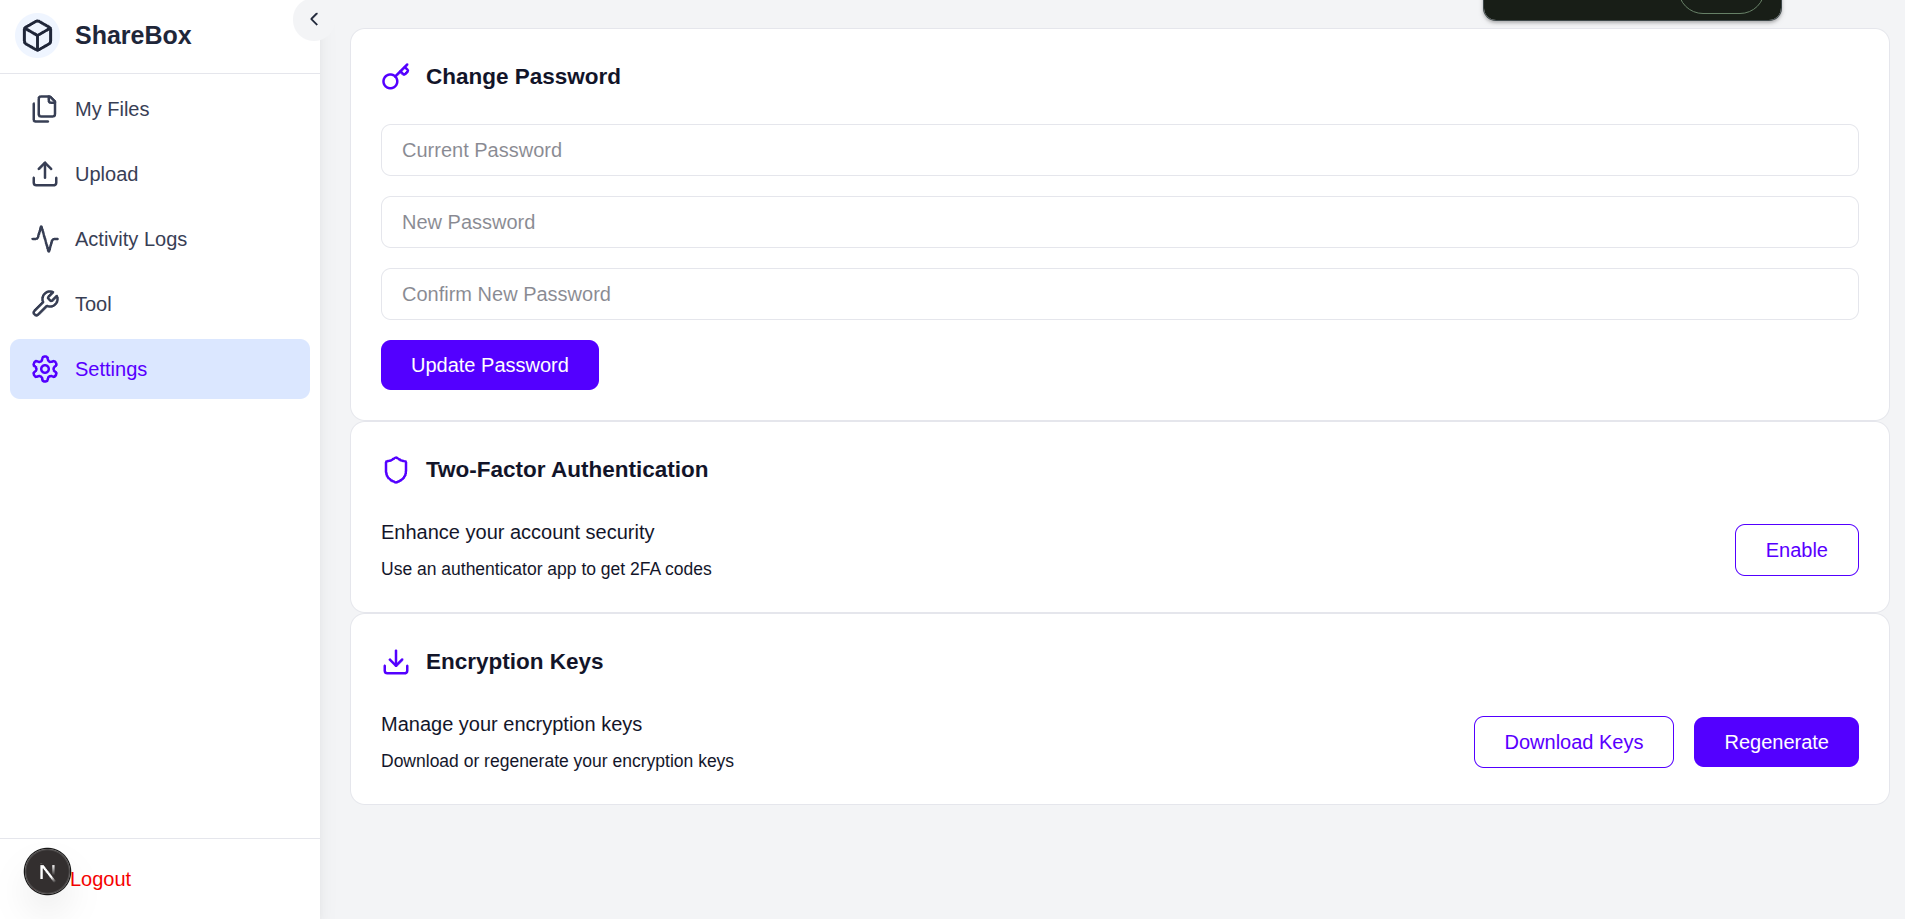 ShareBox
My Files
Upload
Activity Logs
Tool
Settings
Logout
Change Password
Current Password
New Password
Confirm New Password
Update Password
Two-Factor Authentication
Enhance your account security
Use an authenticator app to get 2FA codes
Enable
Encryption Keys
Manage your encryption keys
Download or regenerate your encryption keys
Download Keys
Regenerate